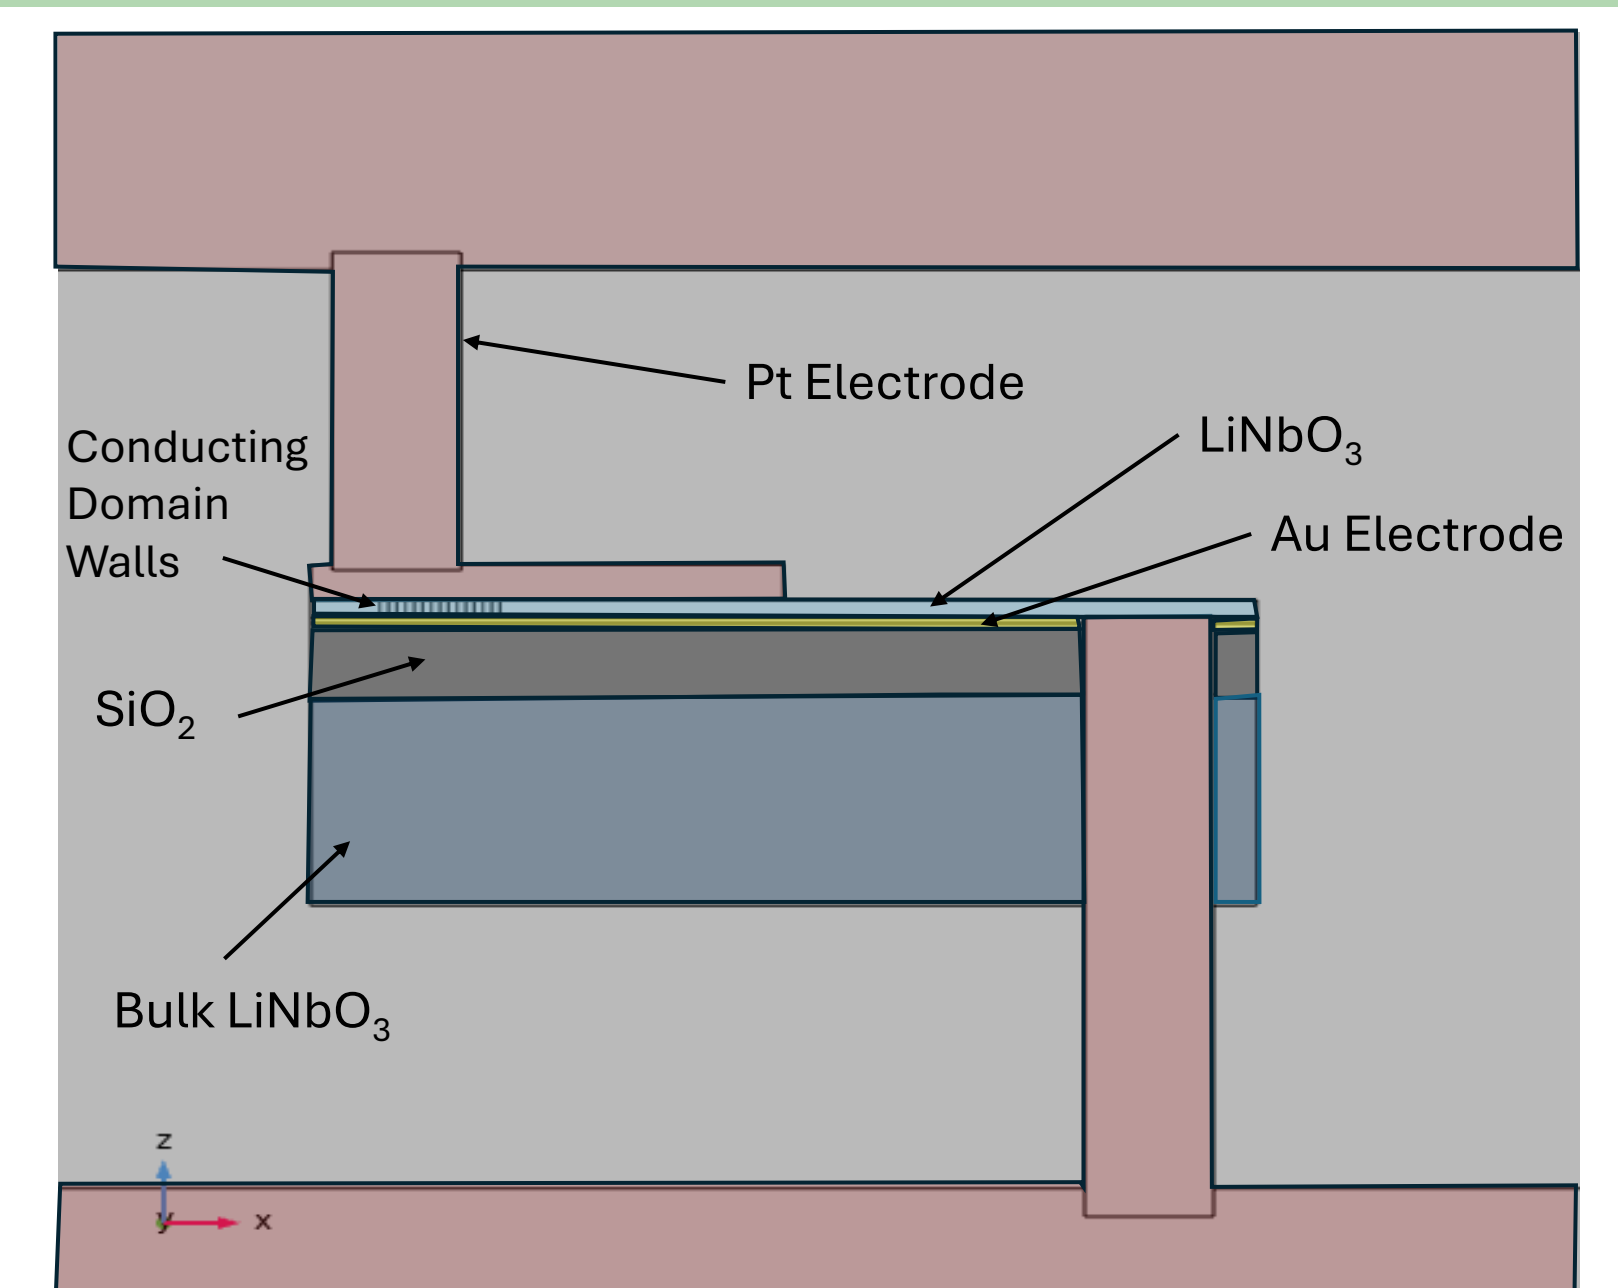 Pt Electrode
LiNbO₃
Conducting
Domain
Walls
Au Electrode
SiO₂
Bulk LiNbO₃
z
y
x